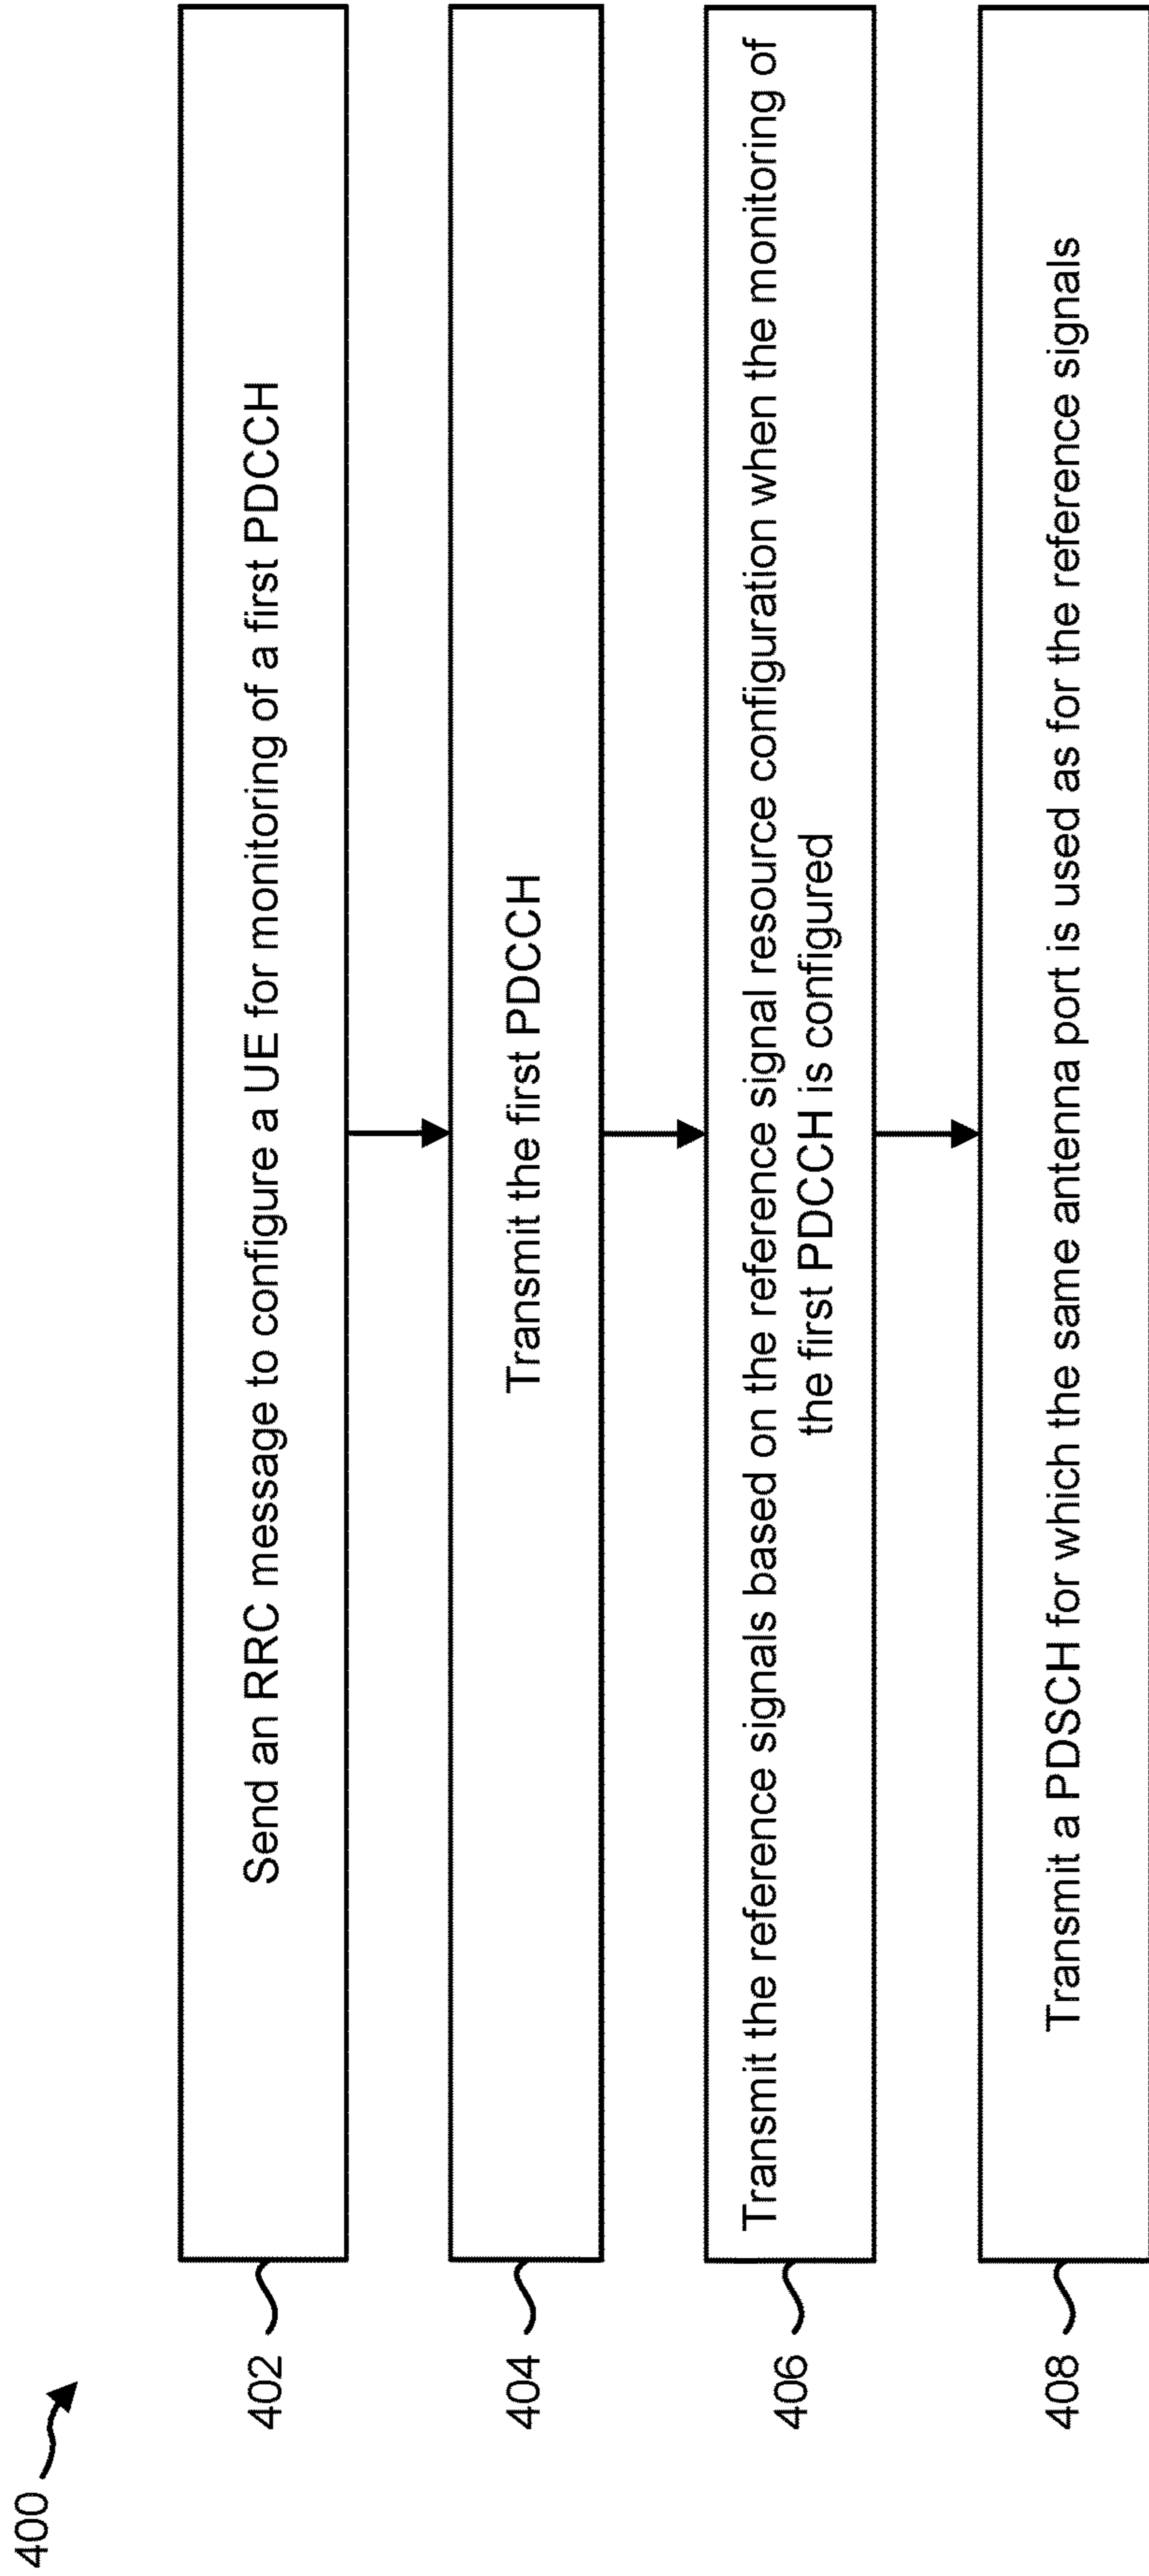 400
402
Send an RRC message to configure a UE for monitoring of a first PDCCH
404
Transmit the first PDCCH
406
Transmit the reference signals based on the reference signal resource configuration when the monitoring of
the first PDCCH is configured
408
Transmit a PDSCH for which the same antenna port is used as for the reference signals